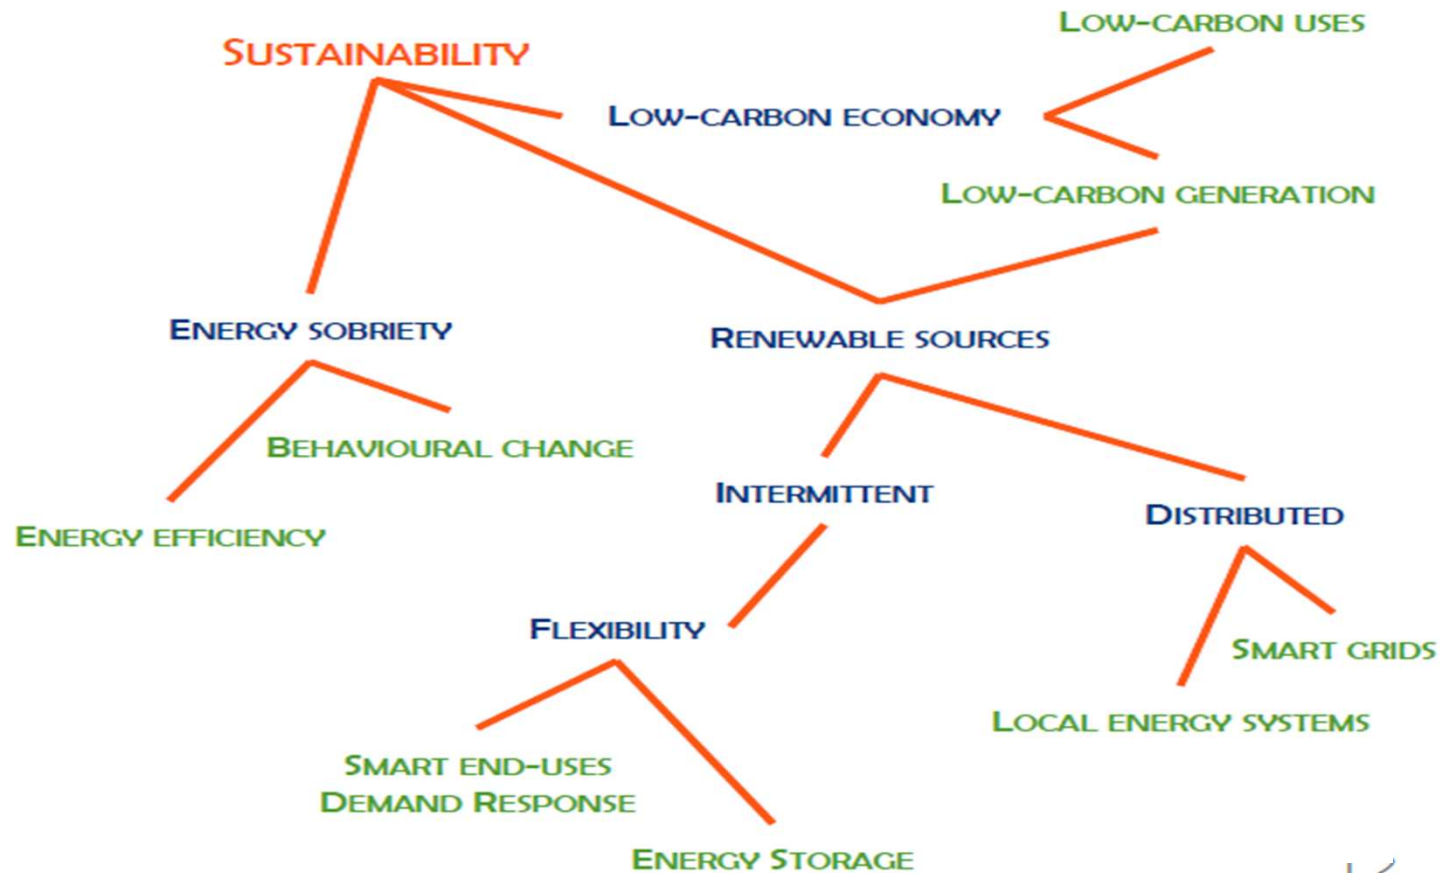 Low-carbon uses
Sustainability
Low-carbon economy
Low-carbon generation
Energy sobriety
Renewable sources
Behavioural change
Intermittent
Distributed
Energy efficiency
Flexibility
Smart grids
Local energy systems
Smart end-uses
Demand Response
Energy Storage